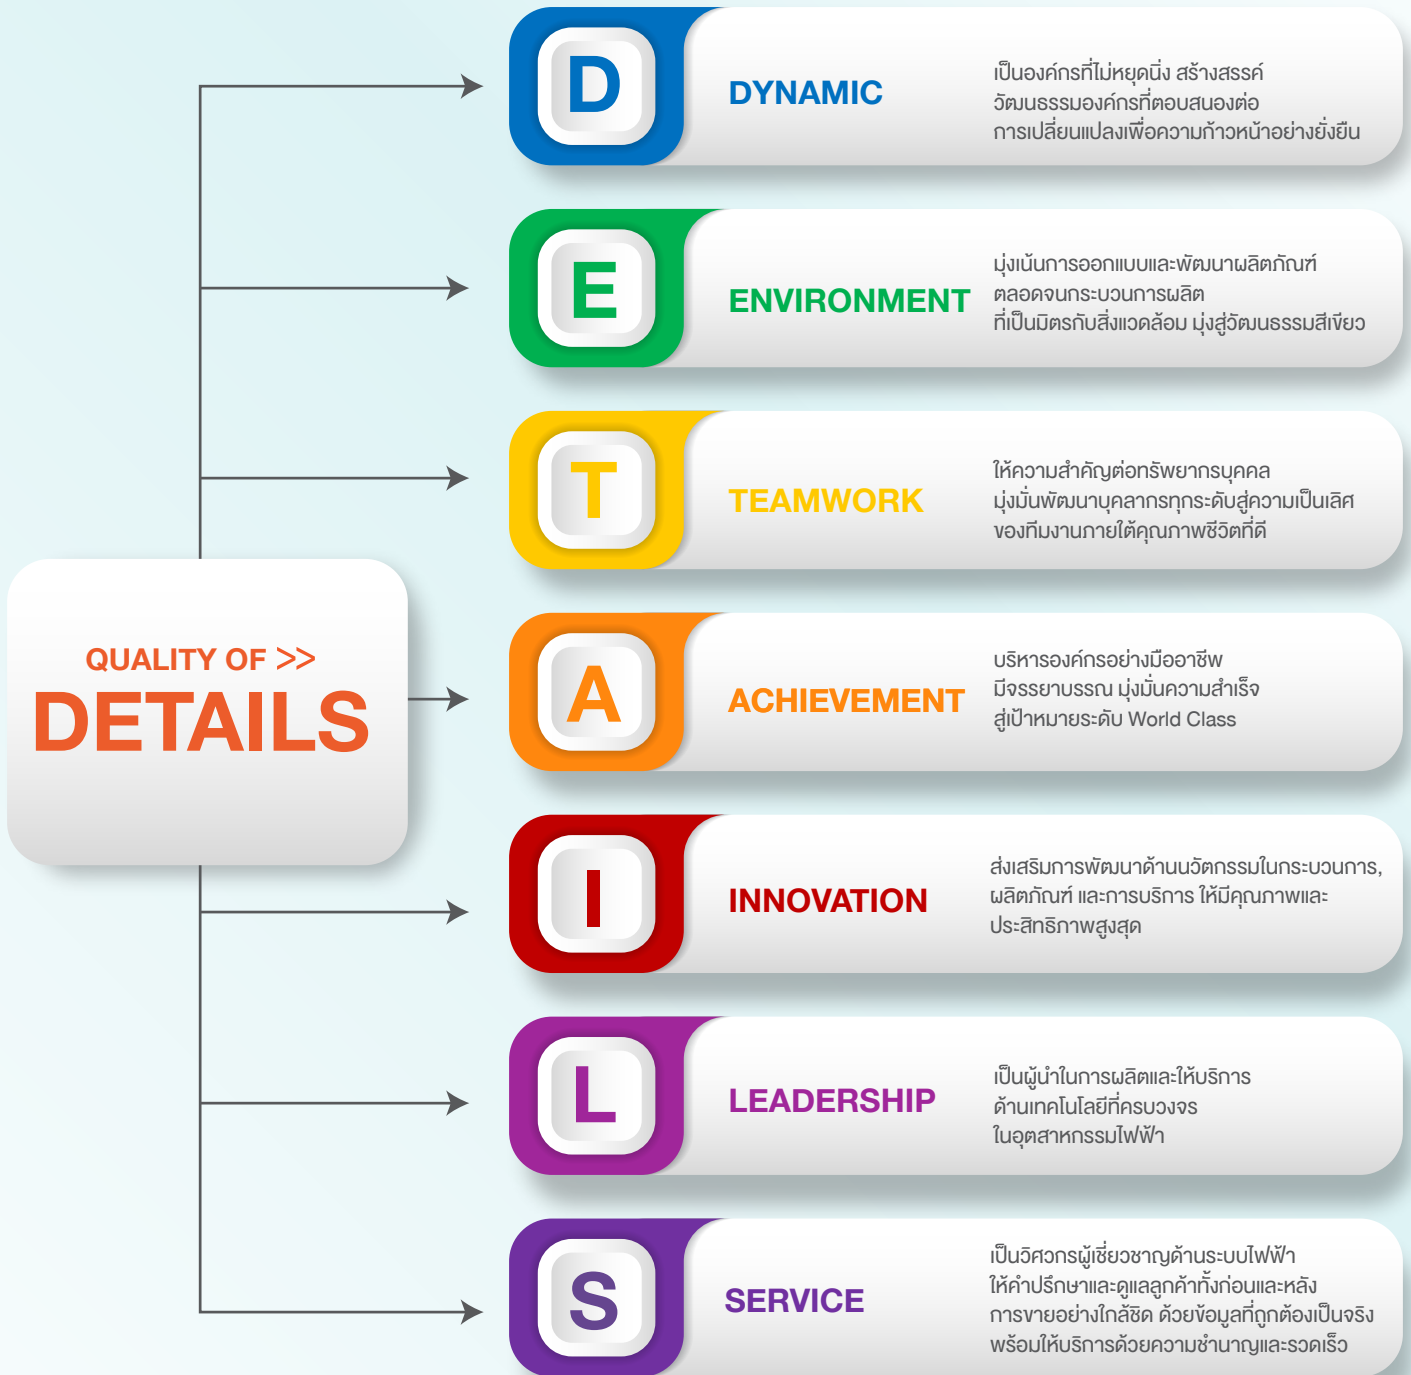 D
DYNAMIC
เป็นองค์กรที่ไม่หยุดนิ่ง สร้างสรรค์
วัฒนธรรมองค์กรที่ตอบสนองต่อ
การเปลี่ยนแปลงเพื่อความก้าวหน้าอย่างยั่งยืน
E
ENVIRONMENT
มุ่งเน้นการออกแบบและพัฒนาผลิตภัณฑ์
ตลอดจนกระบวนการผลิต
ที่เป็นมิตรกับสิ่งแวดล้อม มุ่งสู่วัฒนธรรมสีเขียว
T
TEAMWORK
ให้ความสำคัญต่อทรัพยากรบุคคล
มุ่งมั่นพัฒนาบุคลากรทุกระดับสู่ความเป็นเลิศ
ของทีมงานภายใต้คุณภาพชีวิตที่ดี
QUALITY OF >>
DETAILS
A
ACHIEVEMENT
บริหารองค์กรอย่างมืออาชีพ
มีจรรยาบรรณ มุ่งมั่นความสำเร็จ
สู่เป้าหมายระดับ World Class
I
INNOVATION
ส่งเสริมการพัฒนาด้านนวัตกรรมในกระบวนการ,
ผลิตภัณฑ์ และการบริการ ให้มีคุณภาพและ
ประสิทธิภาพสูงสุด
L
LEADERSHIP
เป็นผู้นำในการผลิตและให้บริการ
ด้านเทคโนโลยีที่ครบวงจร
ในอุตสาหกรรมไฟฟ้า
S
SERVICE
เป็นวิศวกรผู้เชี่ยวชาญด้านระบบไฟฟ้า
ให้คำปรึกษาและดูแลลูกค้าทั้งก่อนและหลัง
การขายอย่างใกล้ชิด ด้วยข้อมูลที่ถูกต้องเป็นจริง
พร้อมให้บริการด้วยความชำนาญและรวดเร็ว